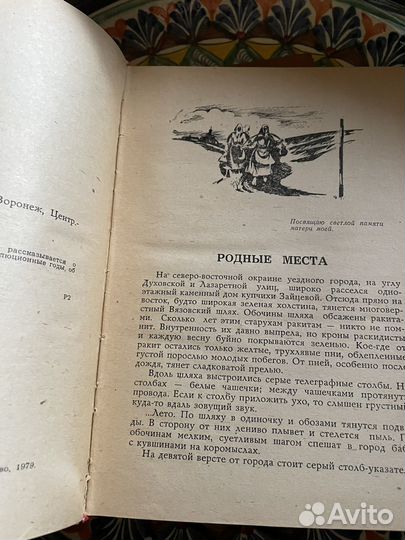 Воронеж, Центр.-
рассказывается о
люционные годы, об
Р2
во, 1979.
Посвящаю светлой памяти
матери моей.
РОДНЫЕ МЕСТА
На северо-восточной окраине уездного города, на углу
Духовской и Лазаретной улиц, широко расселся одно-
этажный каменный дом купчихи Зайцевой. Отсюда прямо на
восток, будто широкая зеленая холстина, тянется многовер-
стный Вязовский шлях. Обочины шляха обсажены ракита-
ми. Сколько лет этим старухам ракитам — никто не пом-
нит. Внутренность их давно выпрела, но кроны раскидисты
и каждую весну буйно покрываются зеленью. Кое-где от
ракит остались только желтые, трухлявые пни, облепленные
густой порослью молодых побегов. От пней, особенно после
дождя, тянет сладковатой прелью.
Вдоль шляха выстроились серые телеграфные столбы. Н
столбах — белые чашечки; между чашечками протянут
провода. Если к столбу приложить ухо, то слышен грустный
куда-то вдаль зовущий звук.
...Лето. По шляху в одиночку и обозами тянутся подво
ды. В сторону от них лениво плывет и стелется пыль. П
обочинам мелким, суетливым шагом спешат в город баб
с кувшинами на коромыслах.
На девятой версте от города стоит серый столб-указател
Avito